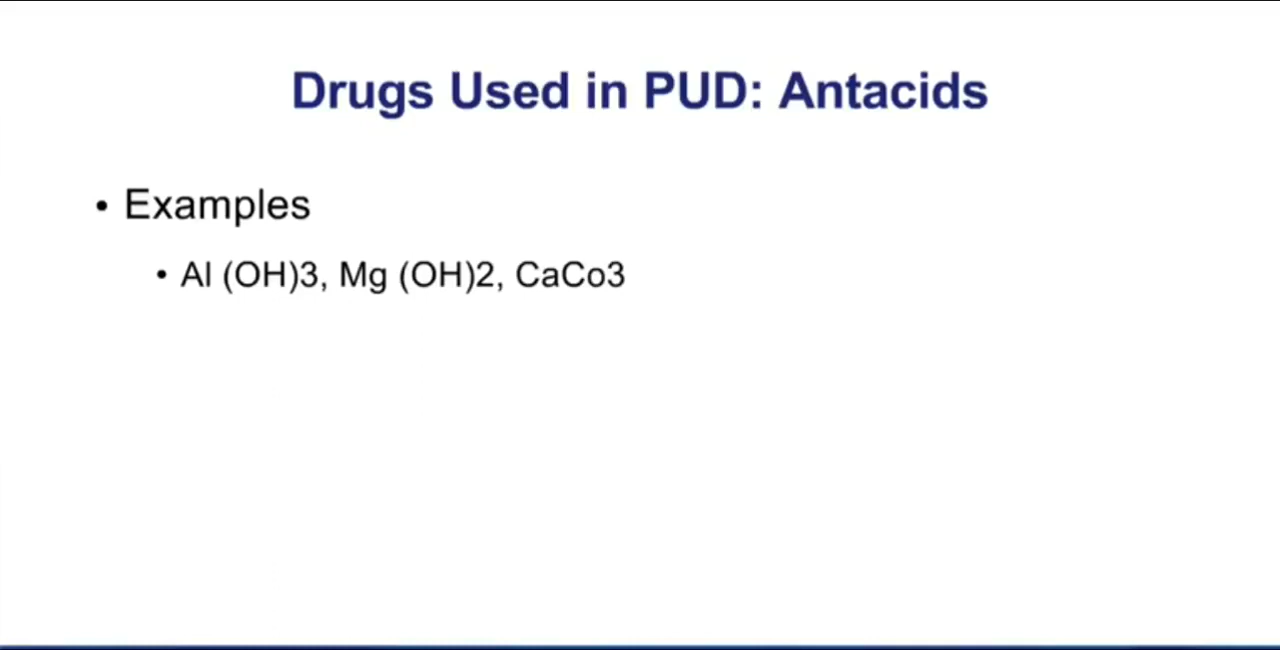 Drugs Used in PUD: Antacids
• Examples
• Al (OH)3, Mg (OH)2, CaCo3